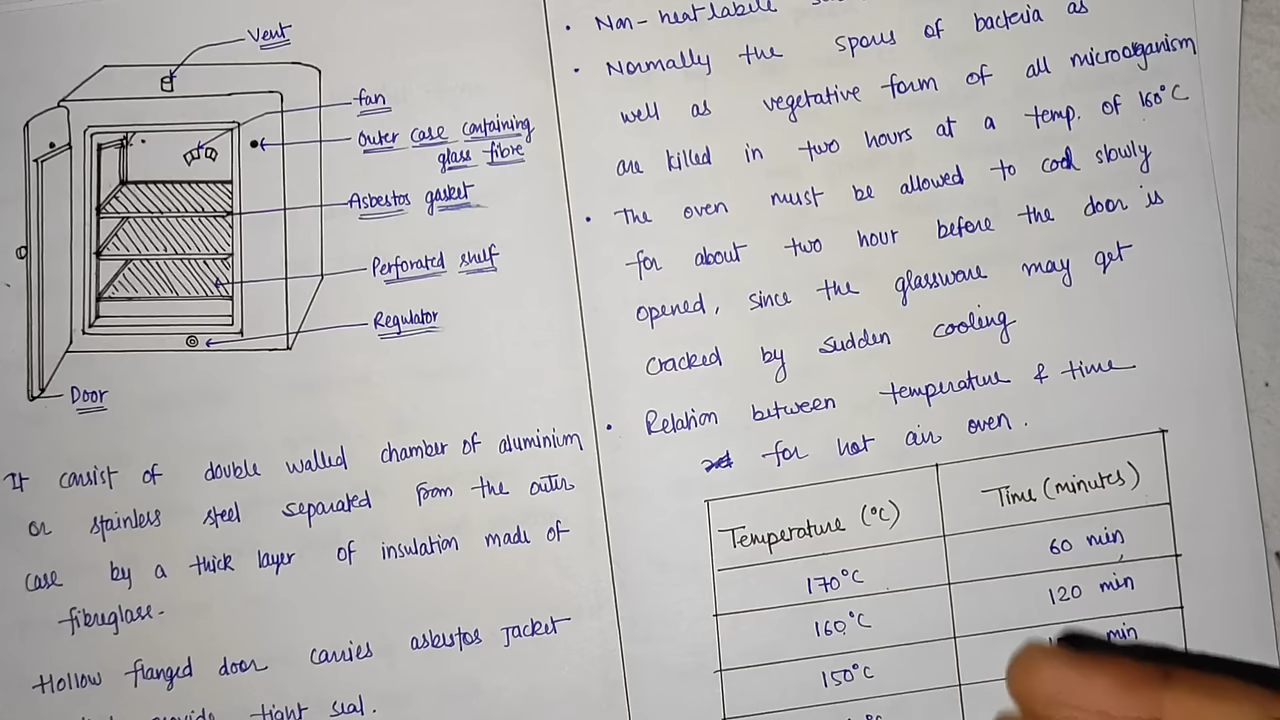 Vent
fan
Outer case containing
glass fibre
Asbestos gasket
Perforated shelf
Regulator
Door
It consist of double walled chamber of aluminium
or stainless steel separated from the outer
case by a thick layer of insulation made of
fibreglass.
Hollow flanged door carries asbestos jacket
tight seal.
• Non-heat labile
• Normally the spores of bacteria as
well as vegetative form of all microorganism
are killed in two hours at a temp. of 160°C
• The oven must be allowed to cool slowly
for about two hour before the door is
opened, since the glassware may get
cracked by sudden cooling
• Relation between temperature & time
for hot air oven.
Temperature (°C) Time (minutes)
170°C 60 min
160°C 120 min
150°C min